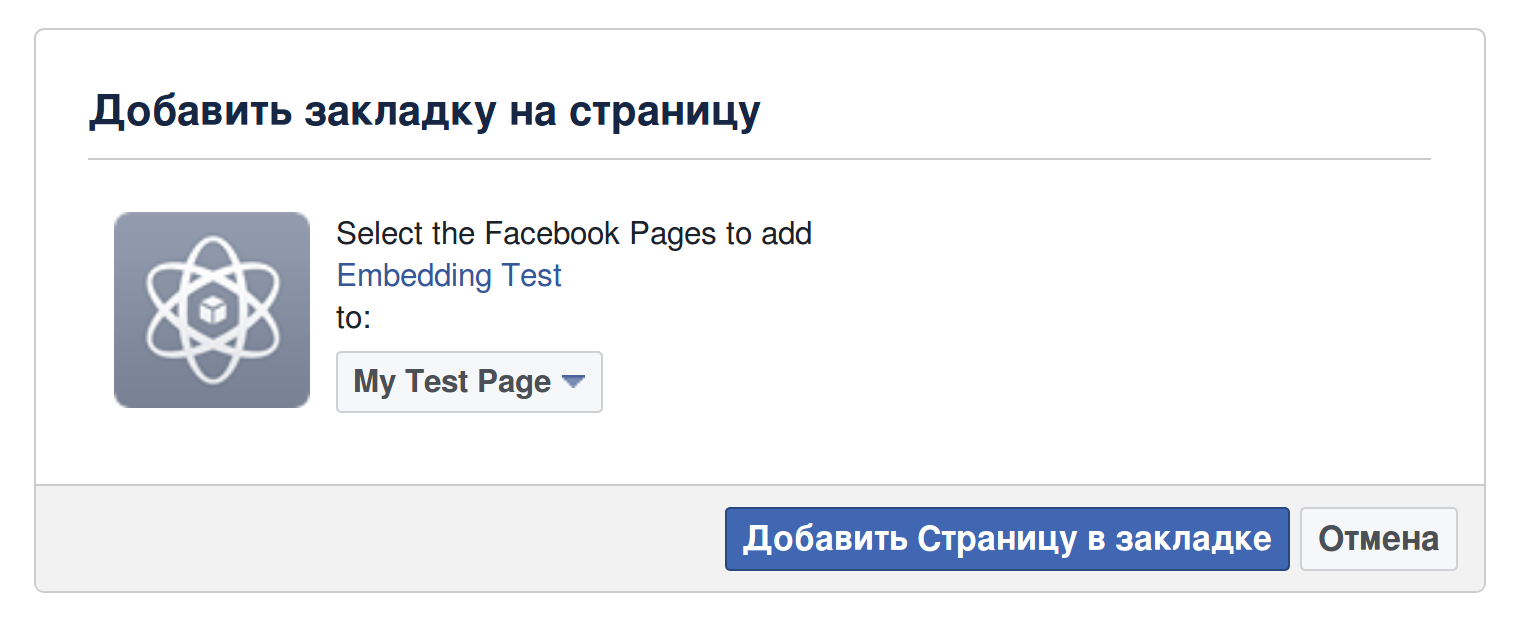 Добавить закладку на страницу
Select the Facebook Pages to add
Embedding Test
to:
My Test Page
Добавить Страницу в закладке
Отмена